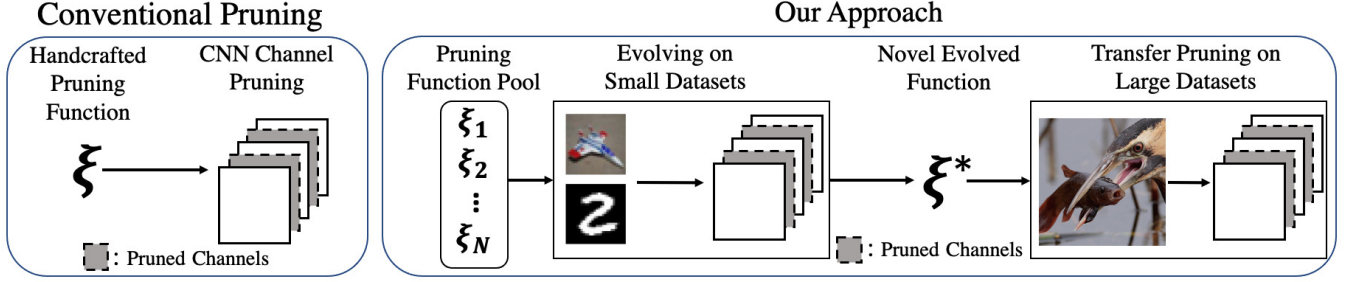 Conventional Pruning
Handcrafted
Pruning
Function
CNN Channel
Pruning
ξ
: Pruned Channels
Our Approach
Pruning
Function Pool
ξ1
ξ2
⋮
ξN
Evolving on
Small Datasets
2
Novel Evolved
Function
ξ*
: Pruned Channels
Transfer Pruning on
Large Datasets